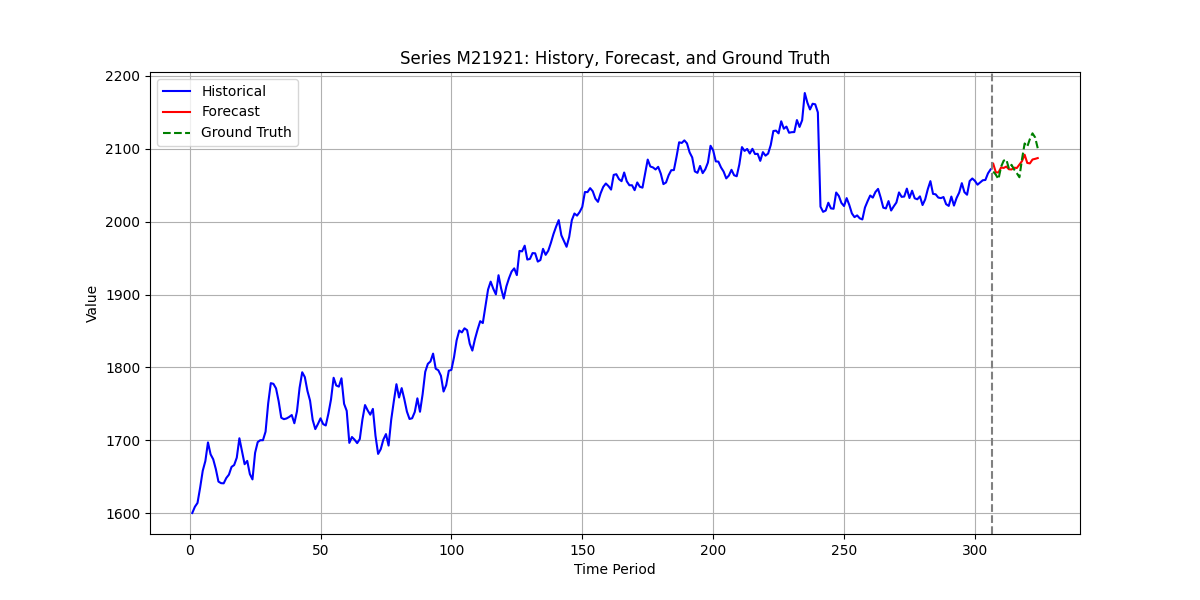 Series M21921: History, Forecast, and Ground Truth
Historical
Forecast
Ground Truth
2200
2100
2000
1900
1800
1700
1600
Value
0 50 100 150 200 250 300
Time Period